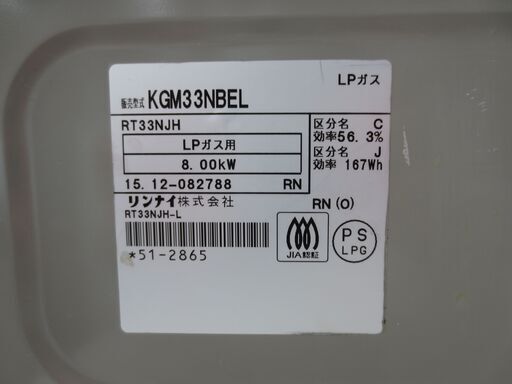 LPガス
販売型式 KGM33NBEL
RT33NJH
LPガス用
8.00kW
区分名 C
効率56.3%
区分名 J
効率 167Wh
15.12-082788 RN
リンナイ株式会社
RN(O)
RT33NJH-L
*51-2865
JIA認証
PS
LPG